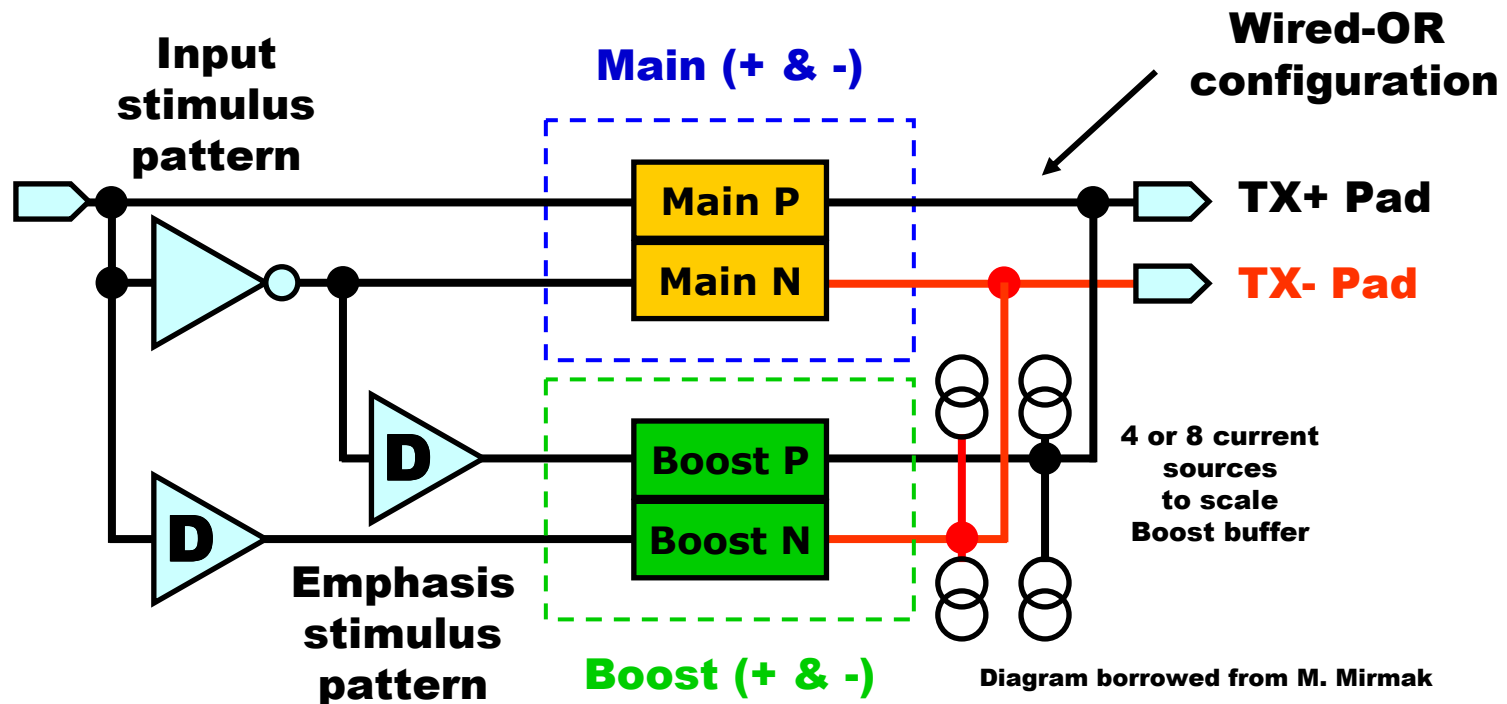 Input
stimulus
pattern
Main (+ & -)
Wired-OR
configuration
Main P
Main N
TX+ Pad
TX- Pad
D
D
Boost P
Boost N
4 or 8 current
sources
to scale
Boost buffer
Emphasis
stimulus
pattern
Boost (+ & -)
Diagram borrowed from M. Mirmak